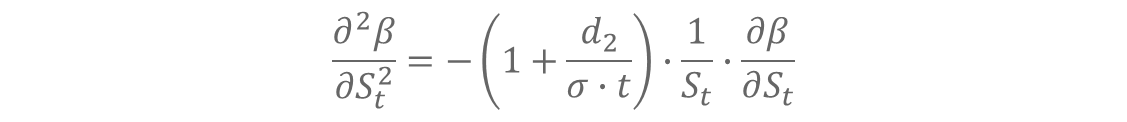 ∂²β/∂S_t² = −(1 + d₂/(σ · t)) · 1/S_t · ∂β/∂S_t